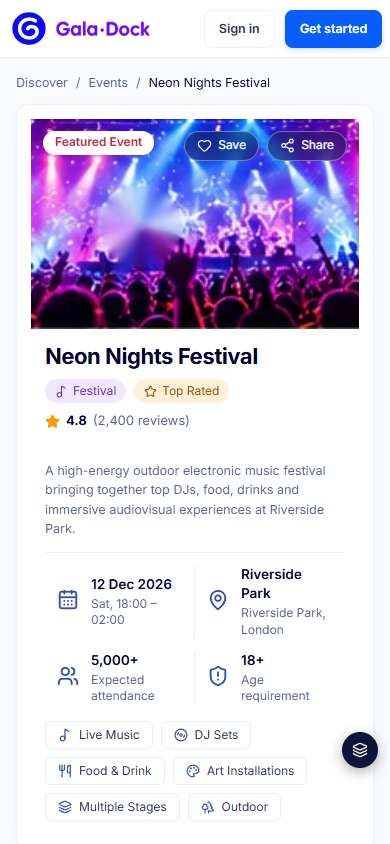 Gala·Dock
Sign in
Get started
Discover / Events / Neon Nights Festival
Featured Event
Save
Share
Neon Nights Festival
Festival
Top Rated
4.8 (2,400 reviews)
A high-energy outdoor electronic music festival
bringing together top DJs, food, drinks and
immersive audiovisual experiences at Riverside
Park.
12 Dec 2026
Sat, 18:00 –
02:00
Riverside
Park
Riverside Park,
London
5,000+
Expected
attendance
18+
Age
requirement
Live Music
DJ Sets
Food & Drink
Art Installations
Multiple Stages
Outdoor